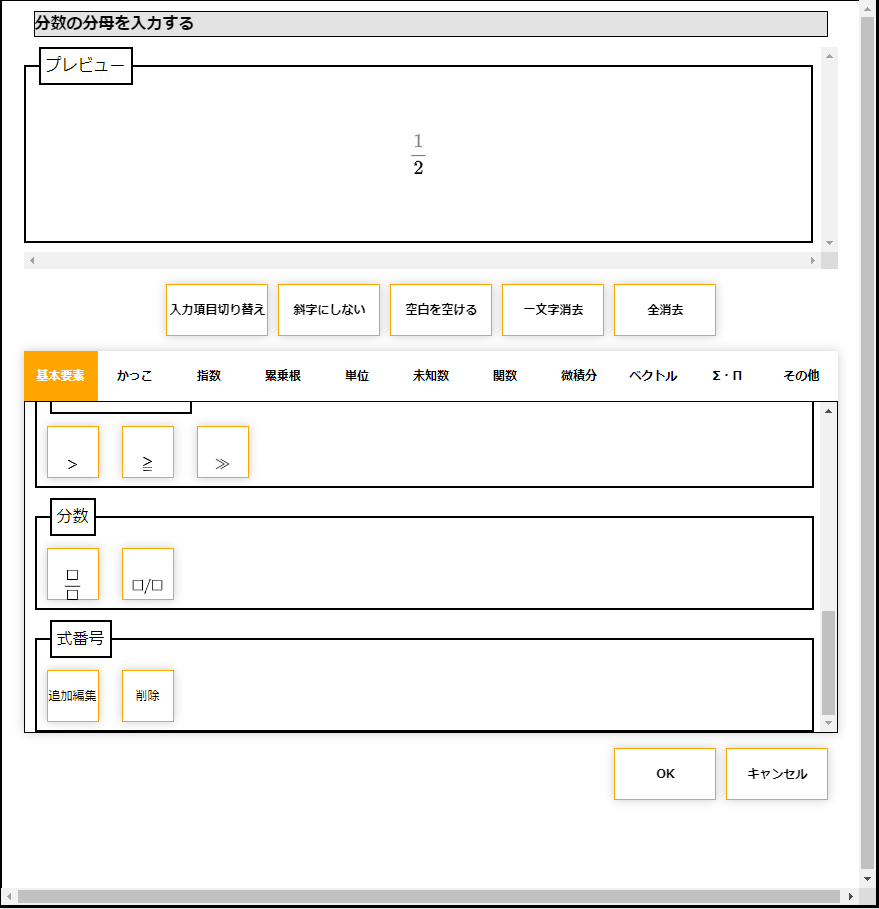 分数の分母を入力する
プレビュー
1
2
入力項目切り替え 斜字にしない 空白を空ける 一文字消去 全消去
基本要素 かっこ 指数 累乗根 単位 未知数 関数 微積分 ベクトル Σ・Π その他
> ≧ ≫
分数
□/□ □/□
式番号
追加編集 削除
OK キャンセル